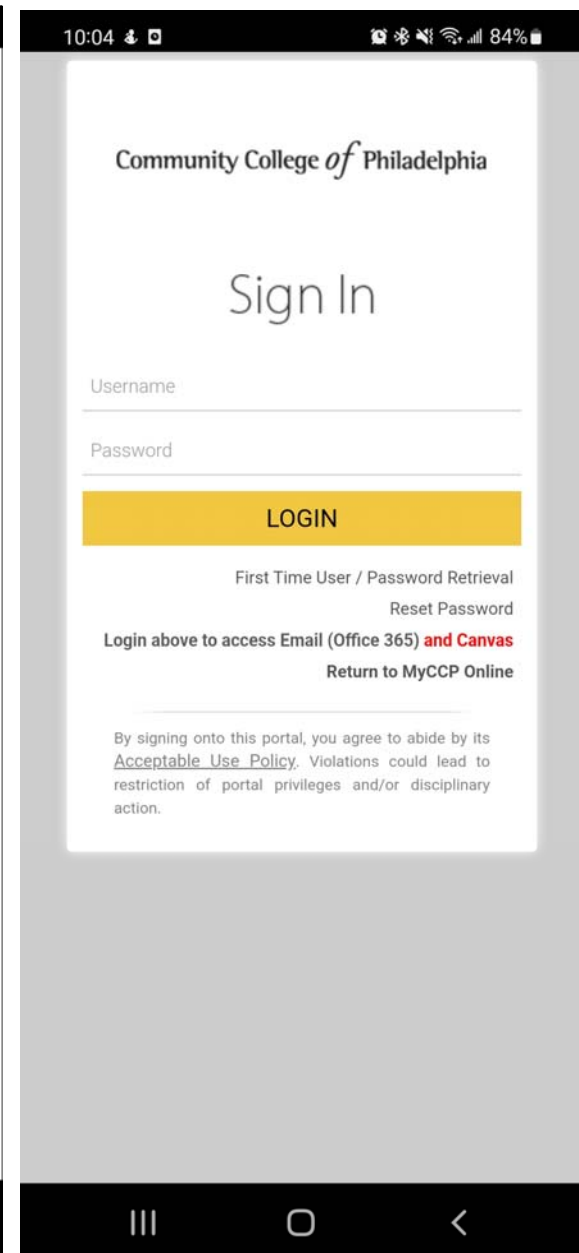 10:04 84%
Community College of Philadelphia
Sign In
Username
Password
LOGIN
First Time User / Password Retrieval
Reset Password
Login above to access Email (Office 365) and Canvas
Return to MyCCP Online
By signing onto this portal, you agree to abide by its
Acceptable Use Policy. Violations could lead to
restriction of portal privileges and/or disciplinary
action.